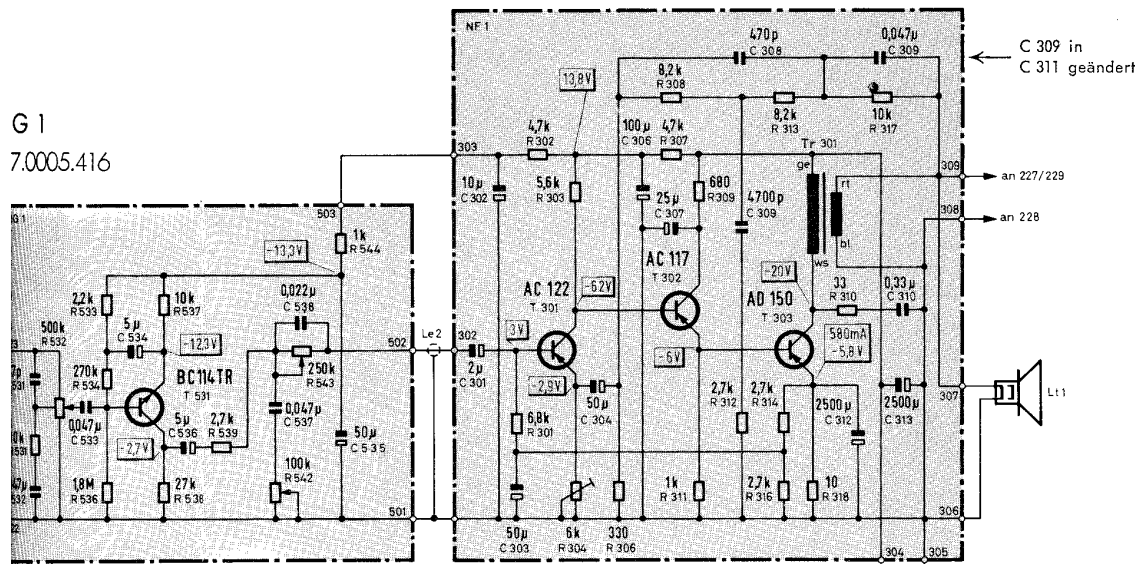 NF1
470 p
C 308
0,047µ
C 309
C 309 in
C 311 geändert
13,8V
8,2k
R 308
8,2k
R 313
10k
R 317
G 1
7.0005.416
4,7k
R 302
100µ
C 306
4,7k
R 307
Tr 301
303
ge
rt
309
an 227/229
10µ
C 302
5,6k
R 303
25µ
C 307
680
R 309
4700p
C 309
308
an 228
G1
503
1k
R 544
-13,3V
ws
bl
AC 117
T 302
-20V
AC 122
T 301
-6,2V
AD 150
T 303
33
R 310
0,33µ
C 310
2,2k
R 533
10k
R 537
0,022µ
C 538
500k
R 532
5µ
C 534
-12,3V
Le2
502
302
3V
580mA
-5,8V
-6V
270k
R 534
BC114TR
T 531
250k
R 543
2µ
C 301
-2,9V
50µ
C 304
2,7k
R 312
2,7k
R 314
2500µ
C 312
2500µ
C 313
307
Lt1
0,047µ
C 533
5µ
C 536
2,7k
R 539
0,047µ
C 537
6,8k
R 301
-2,7V
50µ
C 535
1,8M
R 536
27k
R 538
100k
R 542
1k
R 311
2,7k
R 316
10
R 318
501
306
50µ
C 303
6k
R 304
330
R 306
304
305